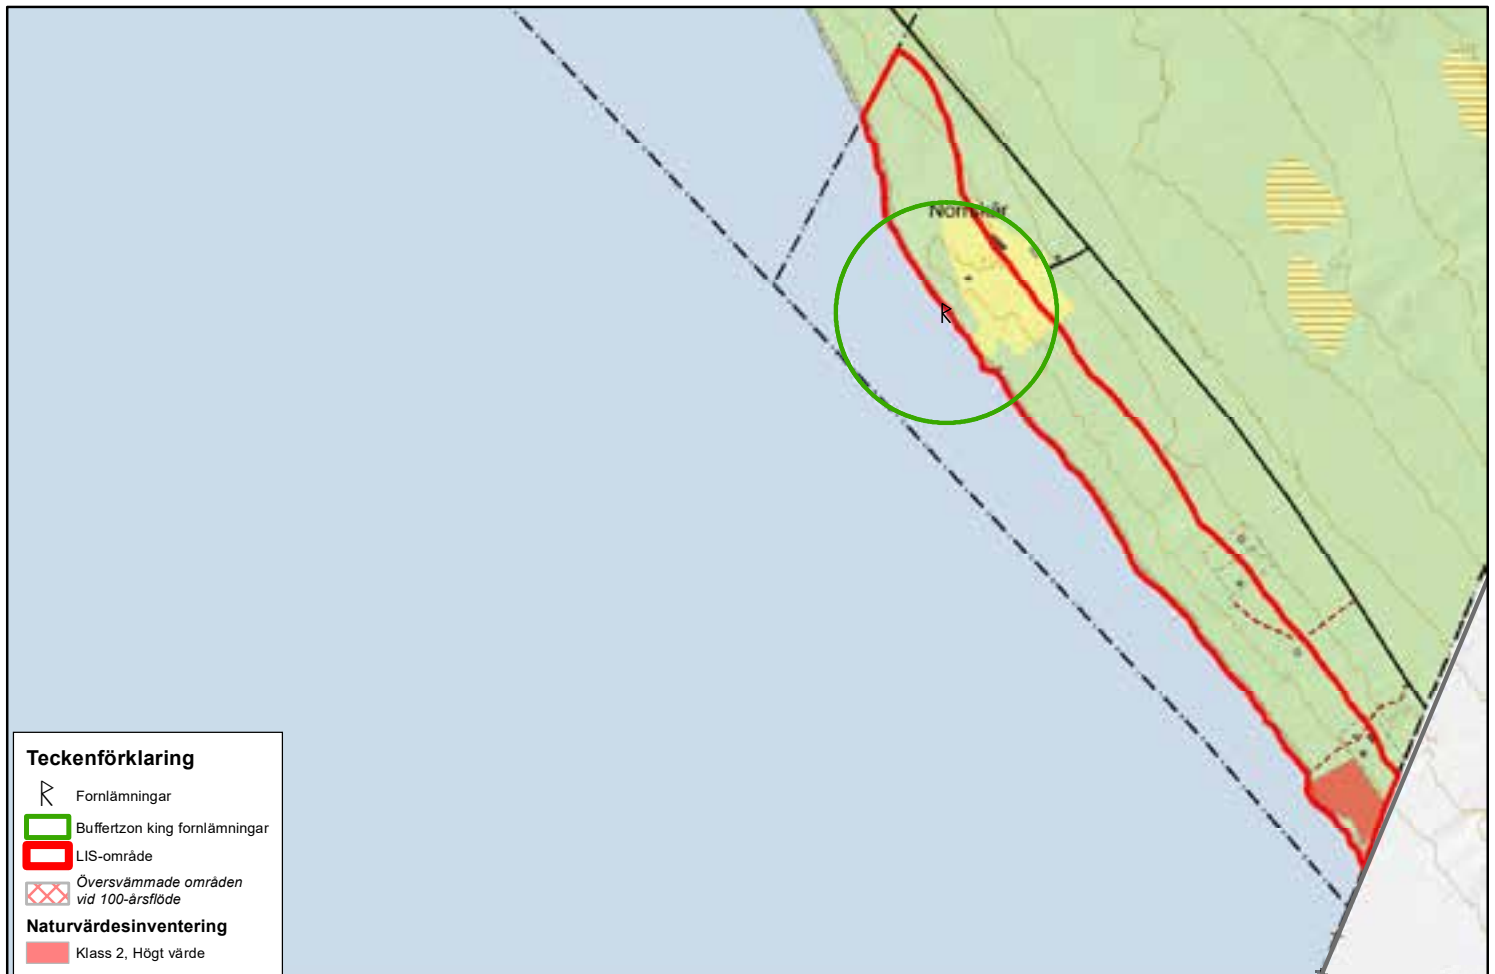 Teckenförklaring
Fornlämningar
Buffertzon king fornlämningar
LIS-område
Översvämmade områden
vid 100-årsflöde
Naturvärdesinventering
Klass 2, Högt värde